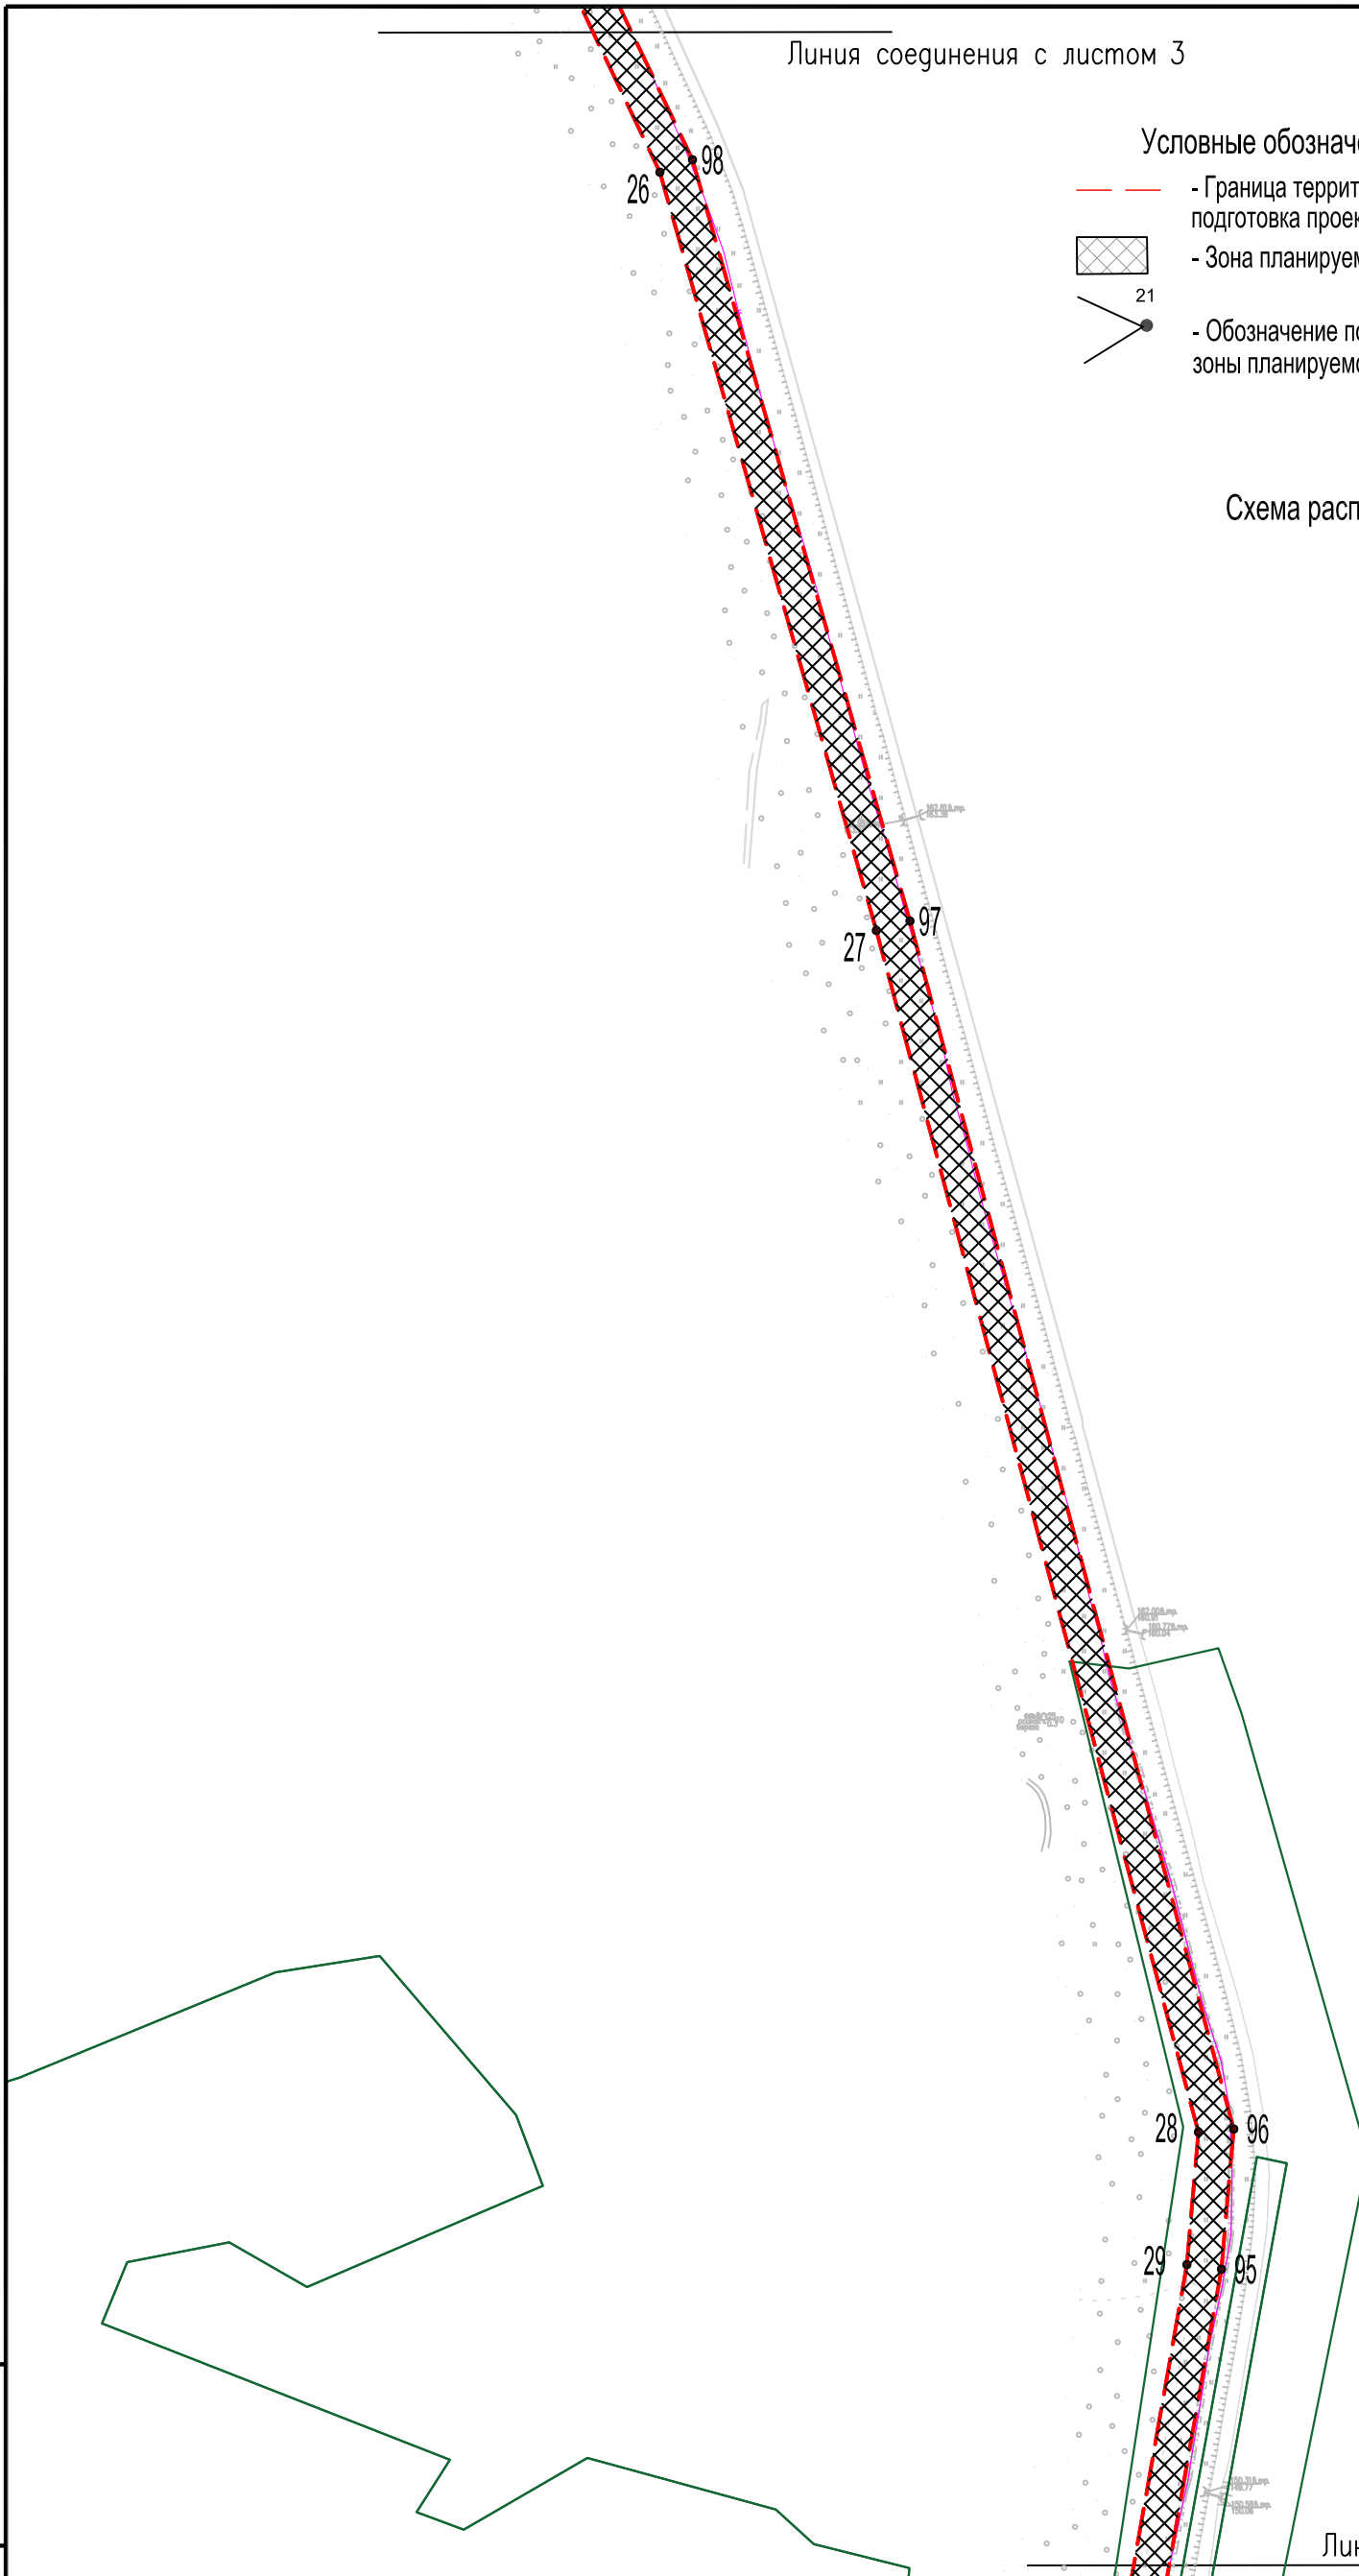 Линия соединения с листом 3
Условные обозначе
- Граница террит
подготовка проек
- Зона планируем
21
- Обозначение по
зоны планируемо
98
26
Схема расп
97
27
28
96
29
95
Лин